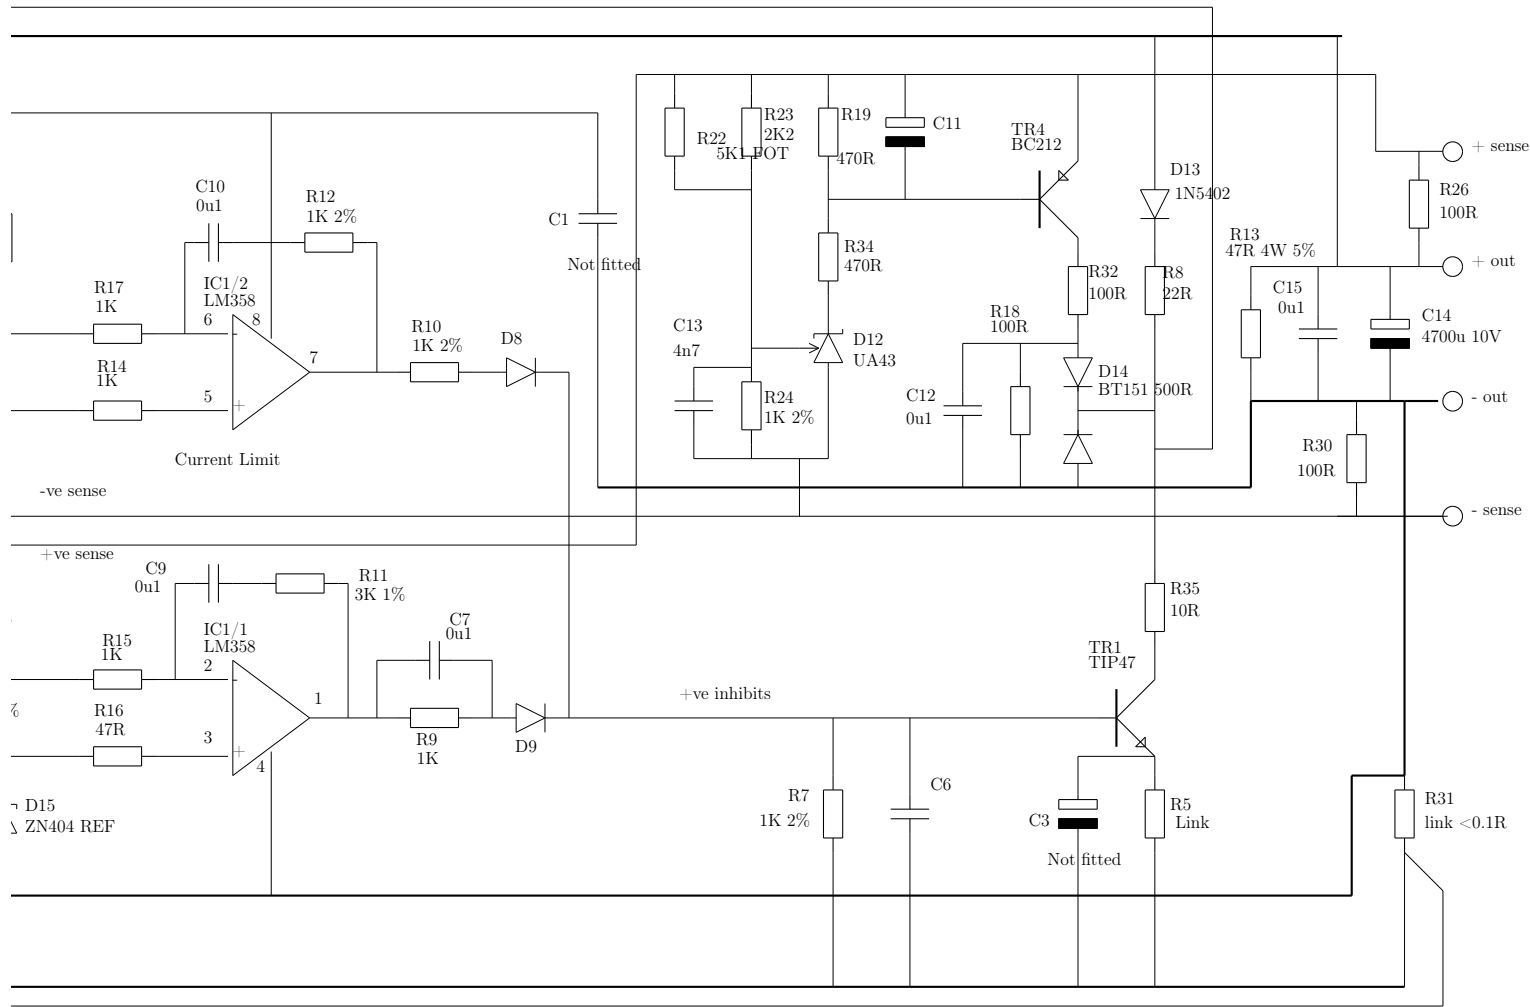 R22
5K1 FOT
R23
2K2
R19
470R
C11
TR4
BC212
D13
1N5402
+ sense
R26
100R
R13
47R 4W 5%
+ out
C10
0u1
R12
1K 2%
C1
Not fitted
R34
470R
R32
100R
R8
22R
C15
0u1
C14
4700u 10V
R17
1K
IC1/2
LM358
6
8
-
R10
1K 2%
D8
7
C13
4n7
D12
UA43
R18
100R
R14
1K
5
+
R24
1K 2%
C12
0u1
D14
BT151 500R
- out
Current Limit
R30
100R
-ve sense
- sense
+ve sense
C9
0u1
R11
3K 1%
R35
10R
R15
1K
IC1/1
LM358
2
-
C7
0u1
TR1
TIP47
1
+ve inhibits
%
R16
47R
3
+
4
R9
1K
D9
D15
ZN404 REF
R7
1K 2%
C6
C3
Not fitted
R5
Link
R31
link <0.1R